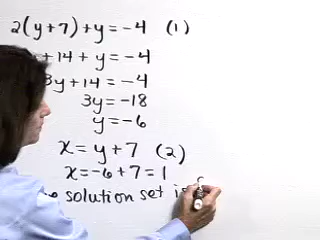 2(y+7)+y=-4 (1)
y+14+y=-4
3y+14=-4
3y=-18
y=-6
x=y+7 (2)
x=-6+7=1
solution set